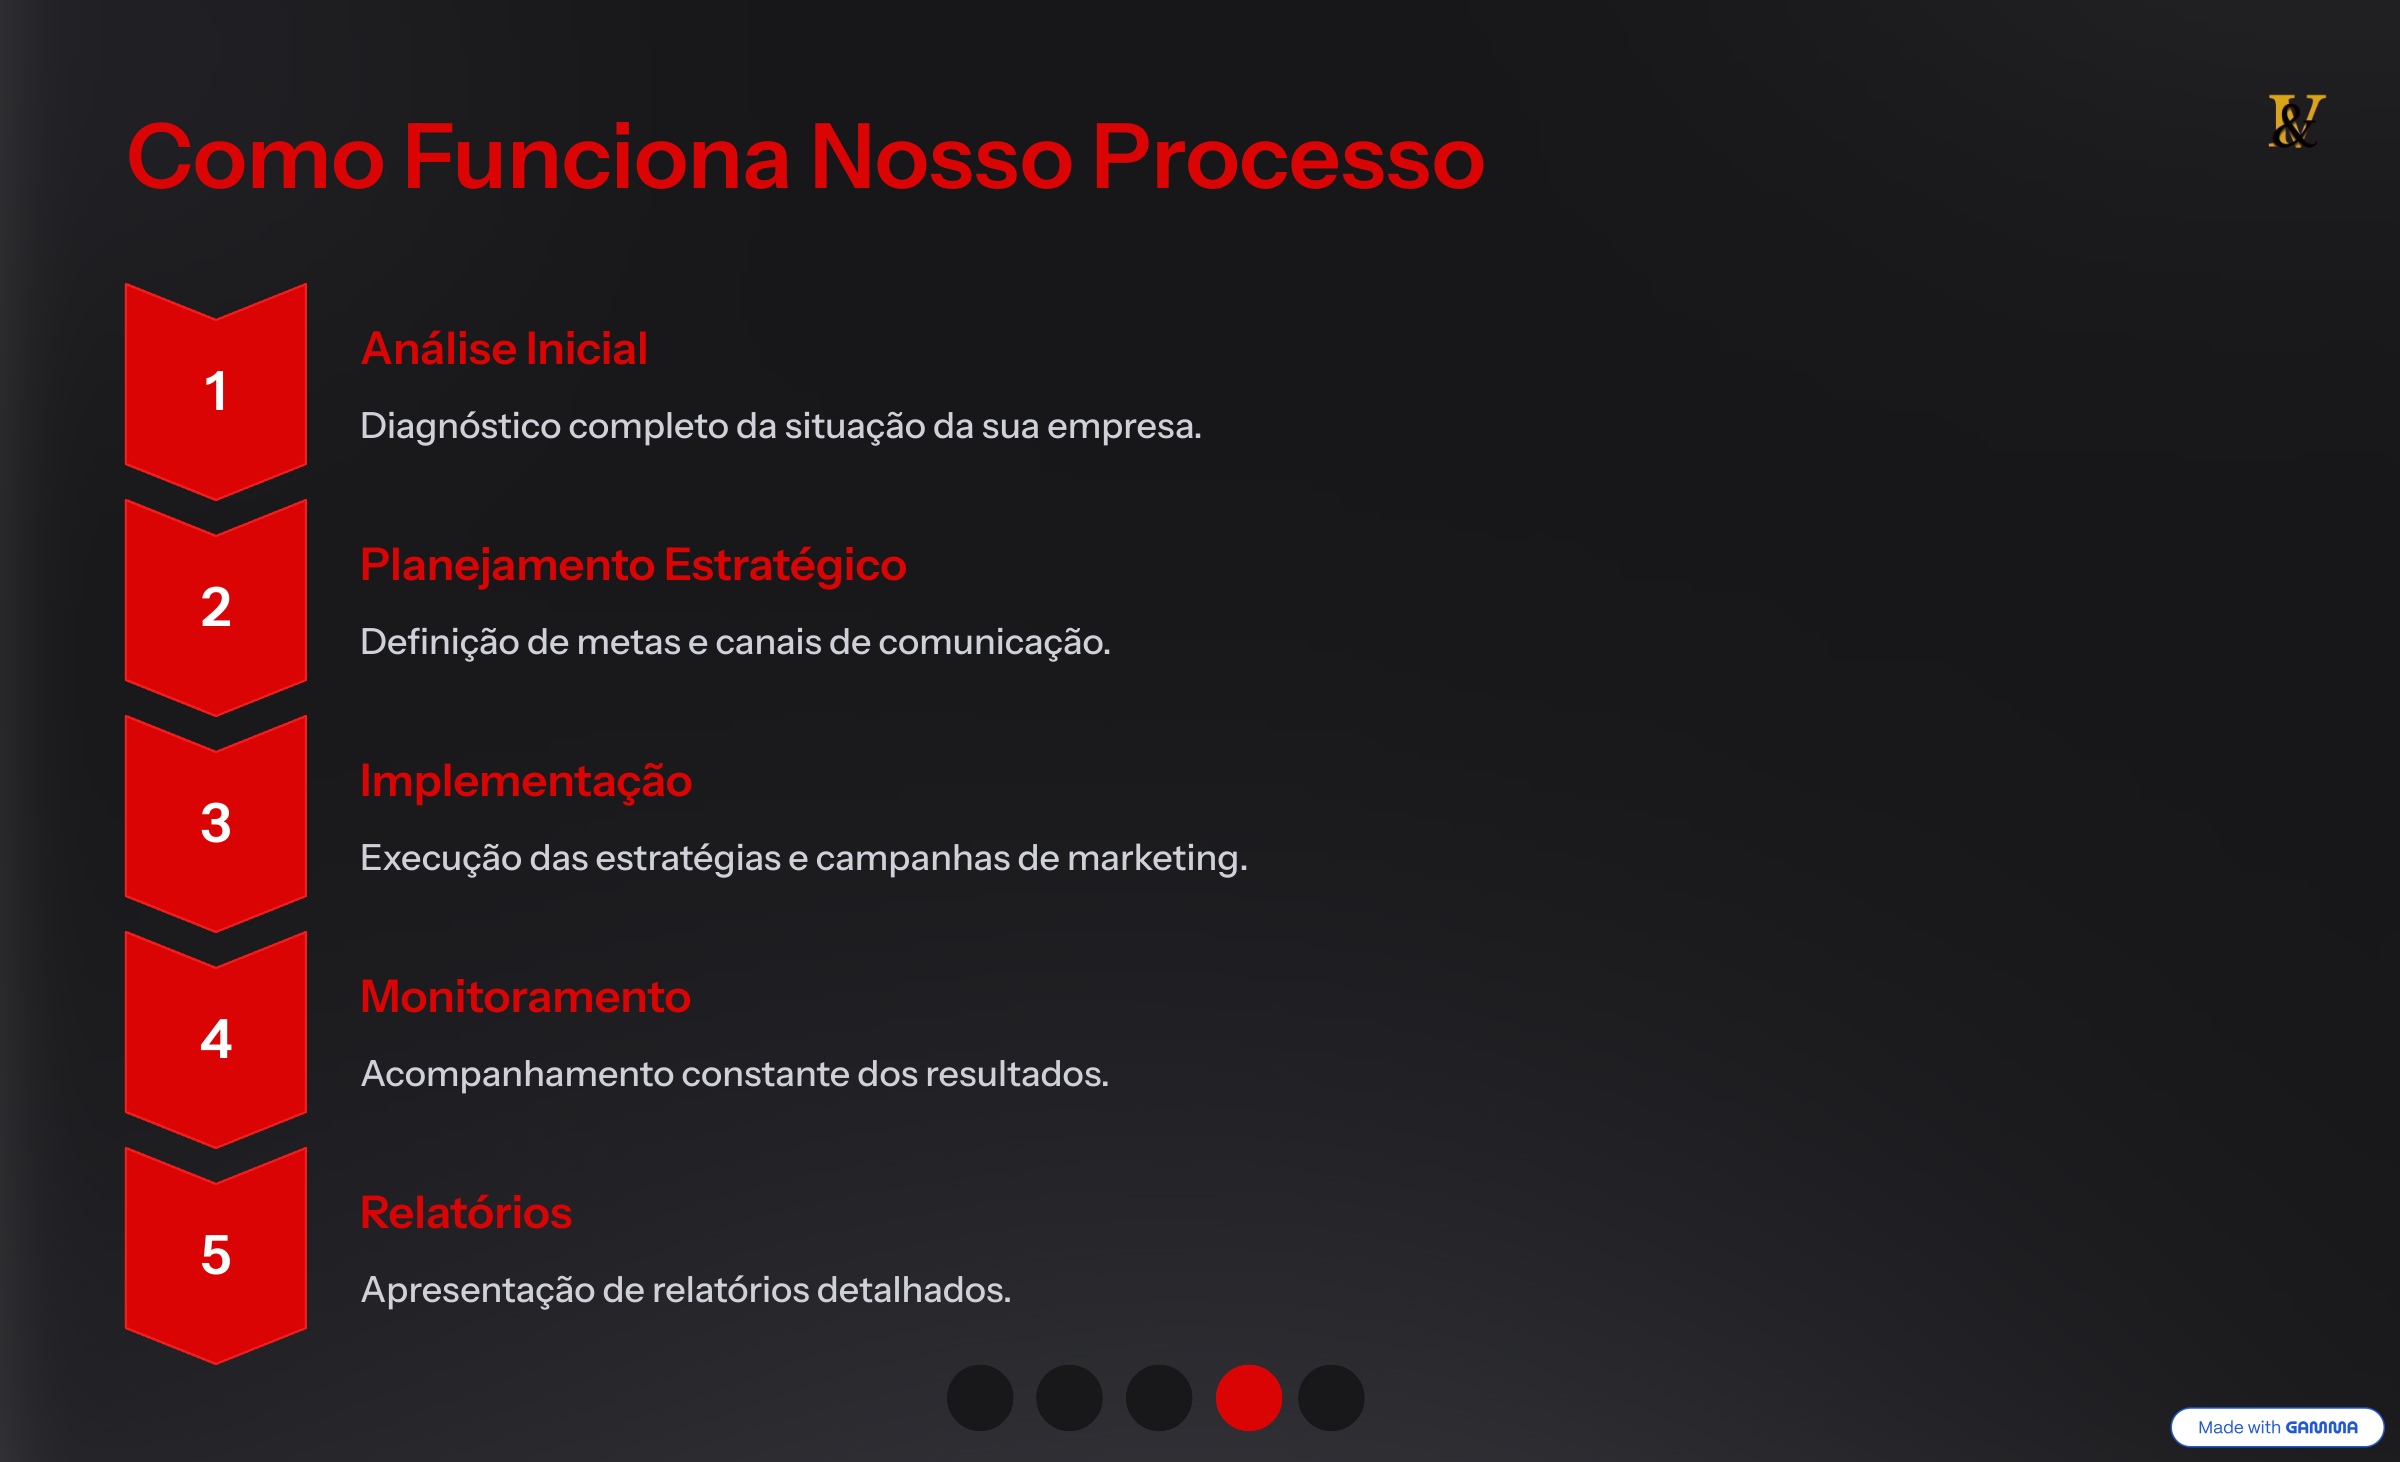 Como Funciona Nosso Processo
V&
1
Análise Inicial
Diagnóstico completo da situação da sua empresa.
2
Planejamento Estratégico
Definição de metas e canais de comunicação.
3
Implementação
Execução das estratégias e campanhas de marketing.
4
Monitoramento
Acompanhamento constante dos resultados.
5
Relatórios
Apresentação de relatórios detalhados.
Made with GAMMA